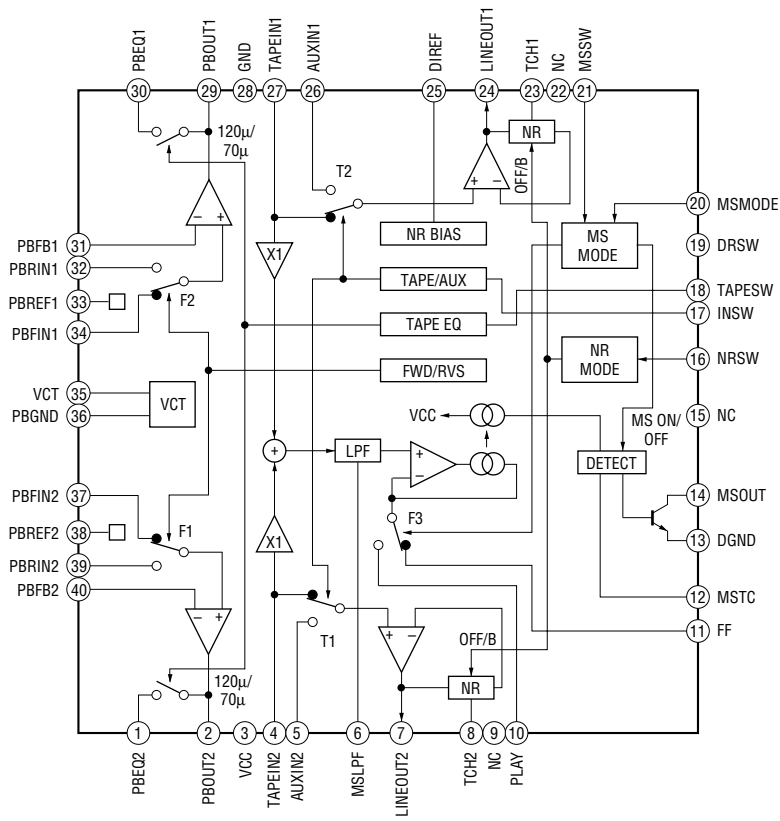 PBEQ1
PBOUT1
GND
TAPEIN1
AUXIN1
DIREF
LINEOUT1
TCH1
NC
MSSW
30
29
28
27
26
25
24
23
22
21
120μ/
70μ
NR
OFF/B
T2
+ −
− +
NR BIAS
MS
MODE
20 MSMODE
19 DRSW
PBFB1 31
PBRIN1 32
PBREF1 33
PBFIN1 34
F2
X1
TAPE/AUX
TAPE EQ
FWD/RVS
18 TAPESW
17 INSW
16 NRSW
NR
MODE
VCT 35
PBGND 36
VCT
VCC
15 NC
MS ON/
OFF
+
LPF
+
−
DETECT
14 MSOUT
13 DGND
PBFIN2 37
PBREF2 38
PBRIN2 39
PBFB2 40
F1
X1
F3
12 MSTC
11 FF
− +
T1
+ −
OFF/B
NR
120μ/
70μ
1
2
3
4
5
6
7
8
9
10
PBEQ2
PBOUT2
VCC
TAPEIN2
AUXIN2
MSLPF
LINEOUT2
TCH2
NC
PLAY